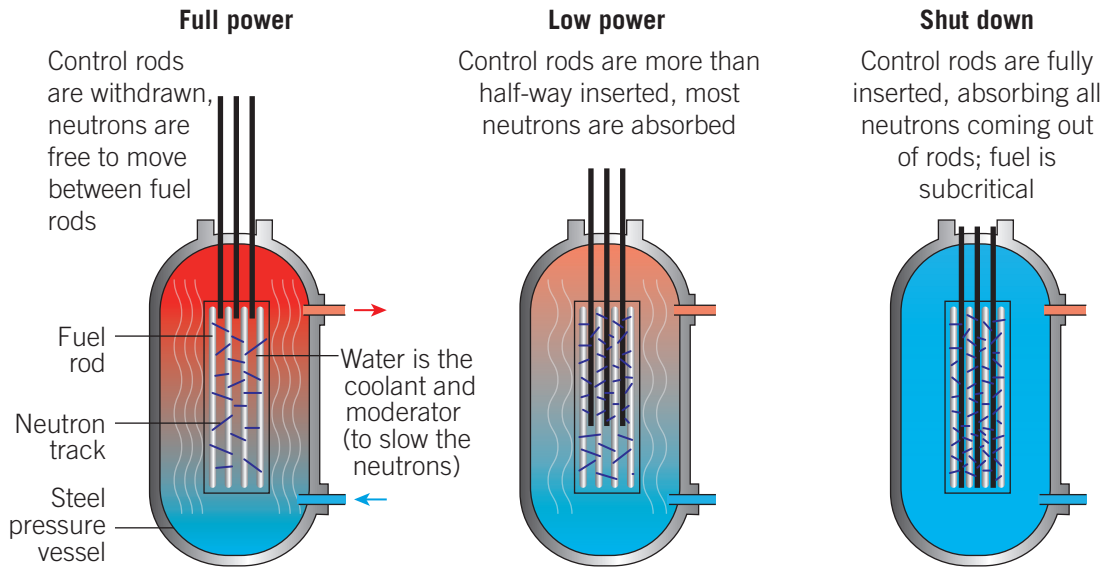 Full power
Control rods
are withdrawn,
neutrons are
free to move
between fuel
rods
Fuel
rod
Neutron
track
Steel
pressure
vessel
Water is the
coolant and
moderator
(to slow the
neutrons)
Low power
Control rods are more than
half-way inserted, most
neutrons are absorbed
Shut down
Control rods are fully
inserted, absorbing all
neutrons coming out
of rods; fuel is
subcritical